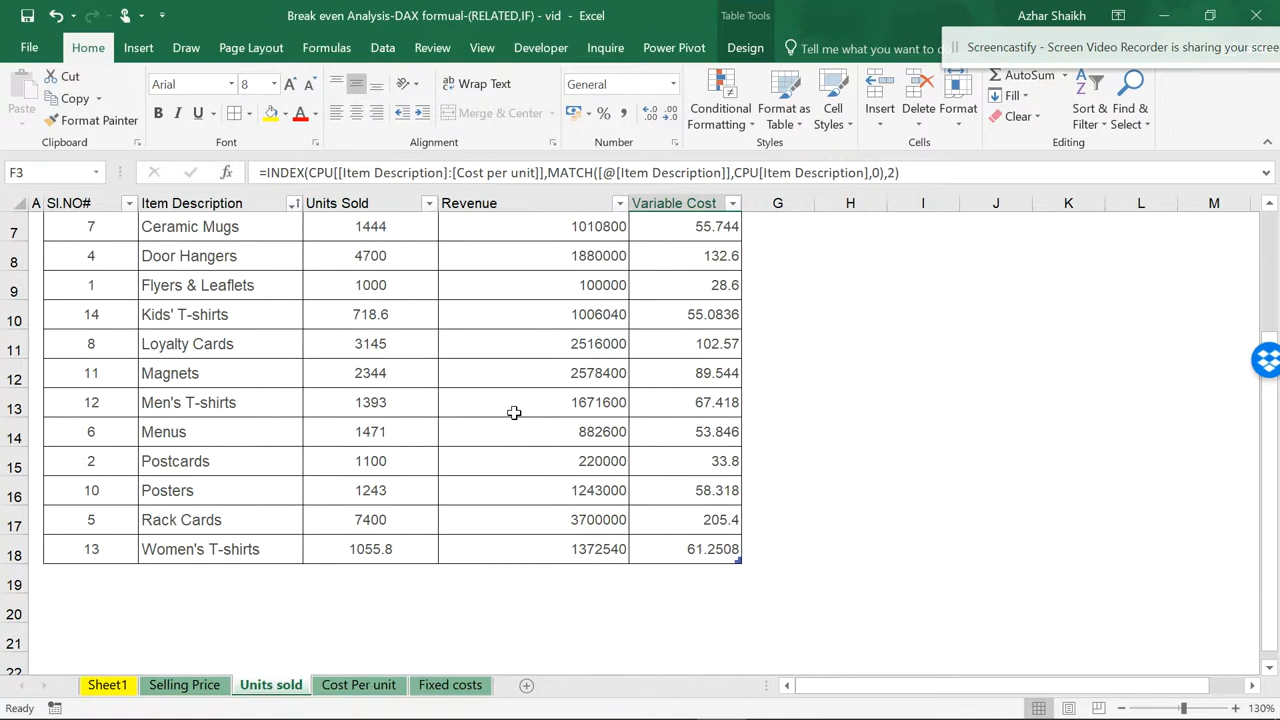 Break even Analysis-DAX formual-(RELATED,IF) - vid - Excel
Table Tools
Azhar Shaikh
File Home Insert Draw Page Layout Formulas Data Review View Developer Inquire Power Pivot Design Tell me what you want to do
Screencastify - Screen Video Recorder is sharing your scree
Paste
Cut
Copy
Format Painter
Clipboard
Arial 8
B I U
Font
Wrap Text
Merge & Center
Alignment
General
Number
Conditional Formatting
Format as Table
Cell Styles
Styles
Insert Delete Format
Cells
AutoSum
Fill
Clear
Sort & Filter
Find & Select
Editing
F3 fx =INDEX(CPU[[Item Description]:[Cost per unit]],MATCH([@[Item Description]],CPU[Item Description],0),2)
A SI.NO# Item Description Units Sold Revenue Variable Cost G H I J K L M
7 7 Ceramic Mugs 1444 1010800 55.744
8 4 Door Hangers 4700 1880000 132.6
9 1 Flyers & Leaflets 1000 100000 28.6
10 14 Kids' T-shirts 718.6 1006040 55.0836
11 8 Loyalty Cards 3145 2516000 102.57
12 11 Magnets 2344 2578400 89.544
13 12 Men's T-shirts 1393 1671600 67.418
14 6 Menus 1471 882600 53.846
15 2 Postcards 1100 220000 33.8
16 10 Posters 1243 1243000 58.318
17 5 Rack Cards 7400 3700000 205.4
18 13 Women's T-shirts 1055.8 1372540 61.2508
19
20
21
22
Sheet1 Selling Price Units sold Cost Per unit Fixed costs
Ready
130%